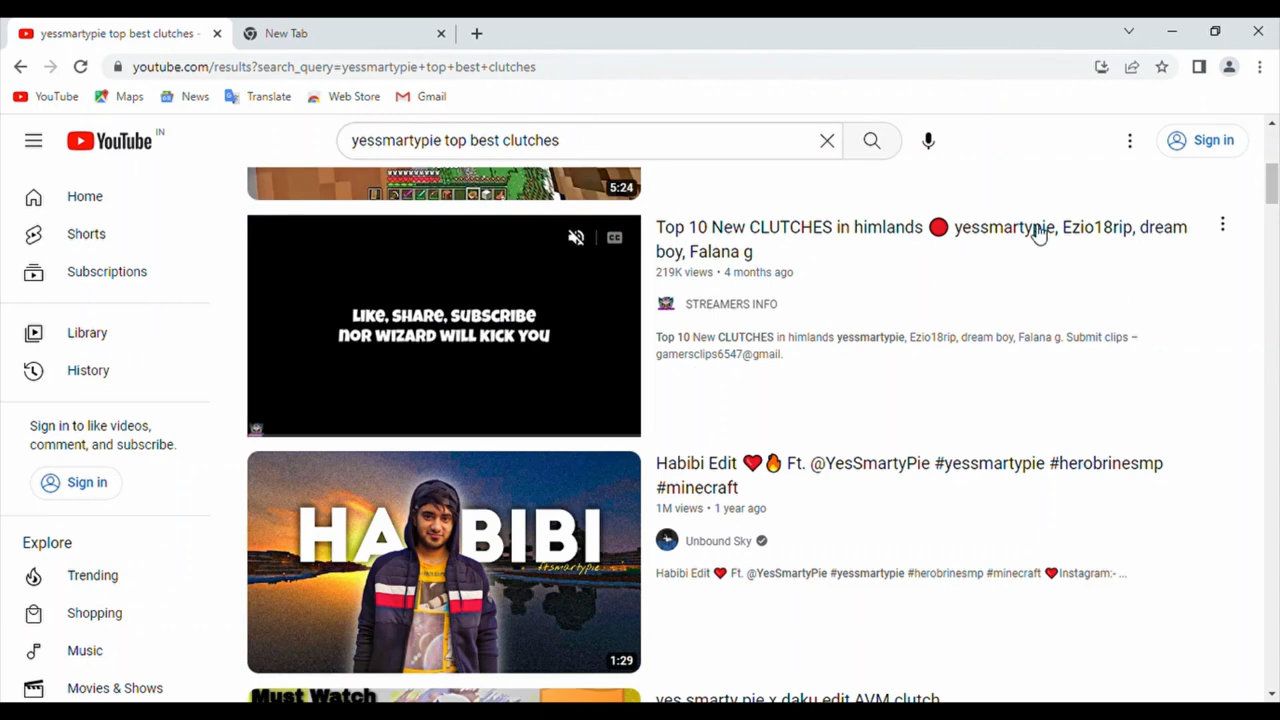 yessmartypie top best clutches -
New Tab
youtube.com/results?search_query=yessmartypie+top+best+clutches
YouTube
Maps
News
Translate
Web Store
Gmail
YouTube IN
yessmartypie top best clutches
Sign in
Home
Shorts
Subscriptions
Library
History
Sign in to like videos,
comment, and subscribe.
Sign in
Explore
Trending
Shopping
Music
Movies & Shows
5:24
CC
LIKE, SHARE, SUBSCRIBE
NOR WIZARD WILL KICK YOU
Top 10 New CLUTCHES in himlands 🔴 yessmartypie, Ezio18rip, dream
boy, Falana g
219K views • 4 months ago
STREAMERS INFO
Top 10 New CLUTCHES in himlands yessmartypie, Ezio18rip, dream boy, Falana g. Submit clips –
gamersclips6547@gmail.
HABIBI
1:29
Habibi Edit ❤️🔥 Ft. @YesSmartyPie #yessmartypie #herobrinesmp
#minecraft
1M views • 1 year ago
Unbound Sky
Habibi Edit ❤️ Ft. @YesSmartyPie #yessmartypie #herobrinesmp #minecraft ❤️Instagram:- ...
Must Watch
yes smarty pie x daku edit AVM clutch